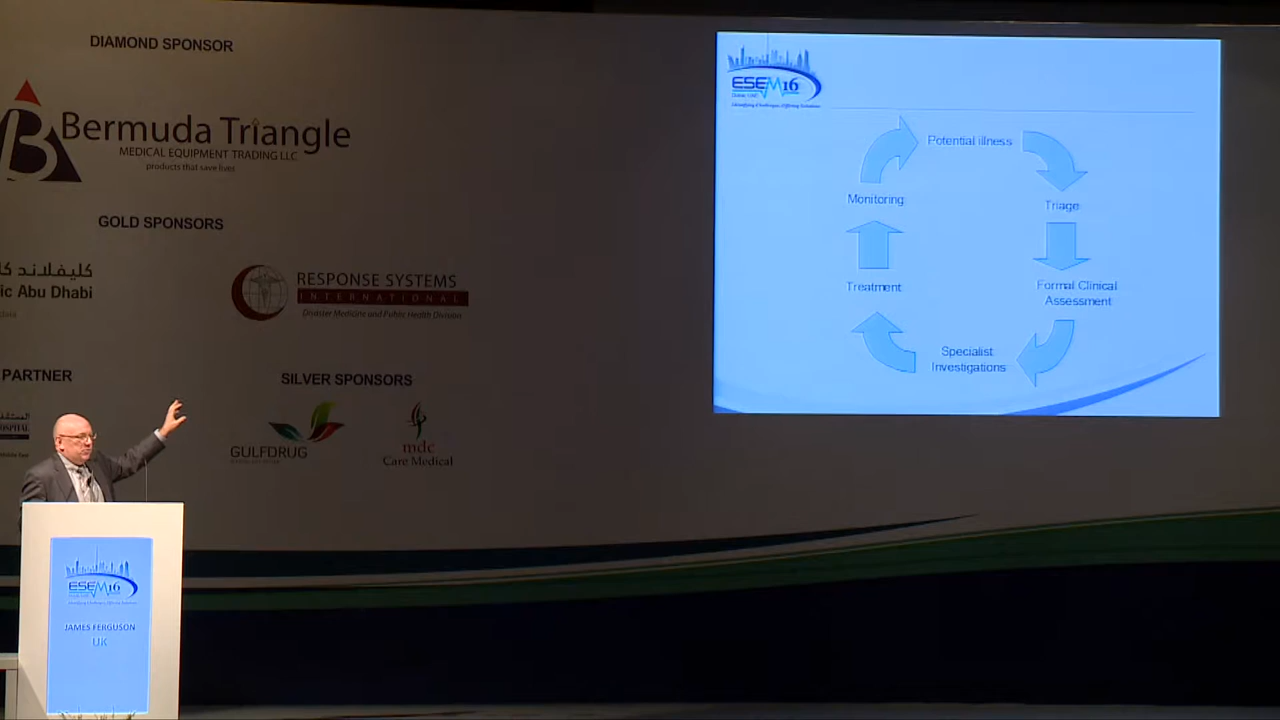 DIAMOND SPONSOR
Bermuda Triangle
MEDICAL EQUIPMENT TRADING LLC
products that save lives
GOLD SPONSORS
كليفلاند
ic Abu Dhabi
RESPONSE SYSTEMS
INTERNATIONAL
Disaster Medicine and Public Health Division
PARTNER
SILVER SPONSORS
GULFDRUG
mdc
Care Medical
ESEM16
Potential illness
Triage
Formal Clinical
Assessment
Specialist
Investigations
Treatment
Monitoring
ESEM16
JAMES FERGUSON
UK